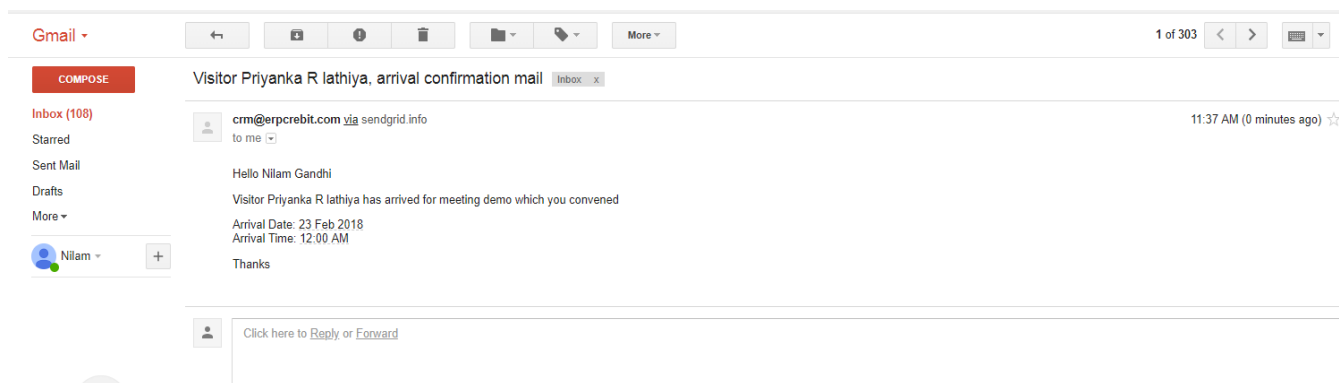 Gmail
More
1 of 303
COMPOSE
Visitor Priyanka R lathiya, arrival confirmation mail Inbox x
Inbox (108)
Starred
Sent Mail
Drafts
More
Nilam +
crm@erpcrebit.com via sendgrid.info
11:37 AM (0 minutes ago)
to me
Hello Nilam Gandhi
Visitor Priyanka R lathiya has arrived for meeting demo which you convened
Arrival Date: 23 Feb 2018
Arrival Time: 12:00 AM
Thanks
Click here to Reply or Forward